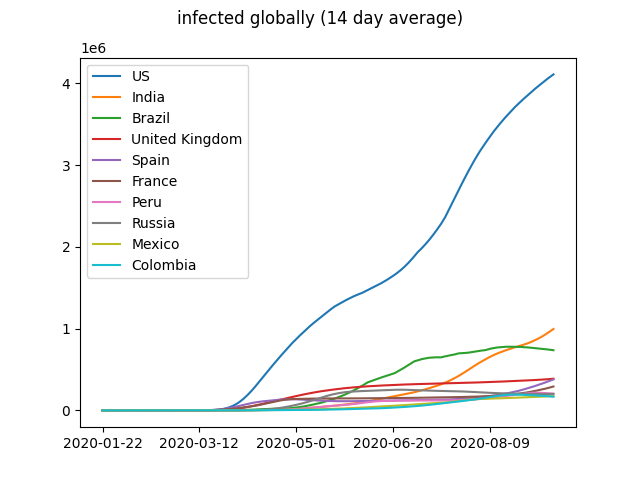 infected globally (14 day average)
1e6
4
3
2
1
0
US
India
Brazil
United Kingdom
Spain
France
Peru
Russia
Mexico
Colombia
2020-01-22 2020-03-12 2020-05-01 2020-06-20 2020-08-09